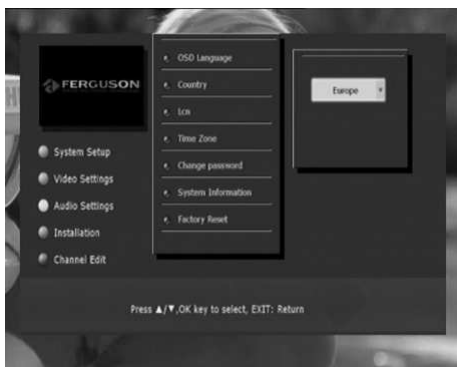 FERGUSON
System Setup
Video Settings
Audio Settings
Installation
Channel Edit
OSD Language
Country
Lcn
Time Zone
Change password
System Information
Factory Reset
Europe
Press ▲/▼,OK key to select, EXIT: Return